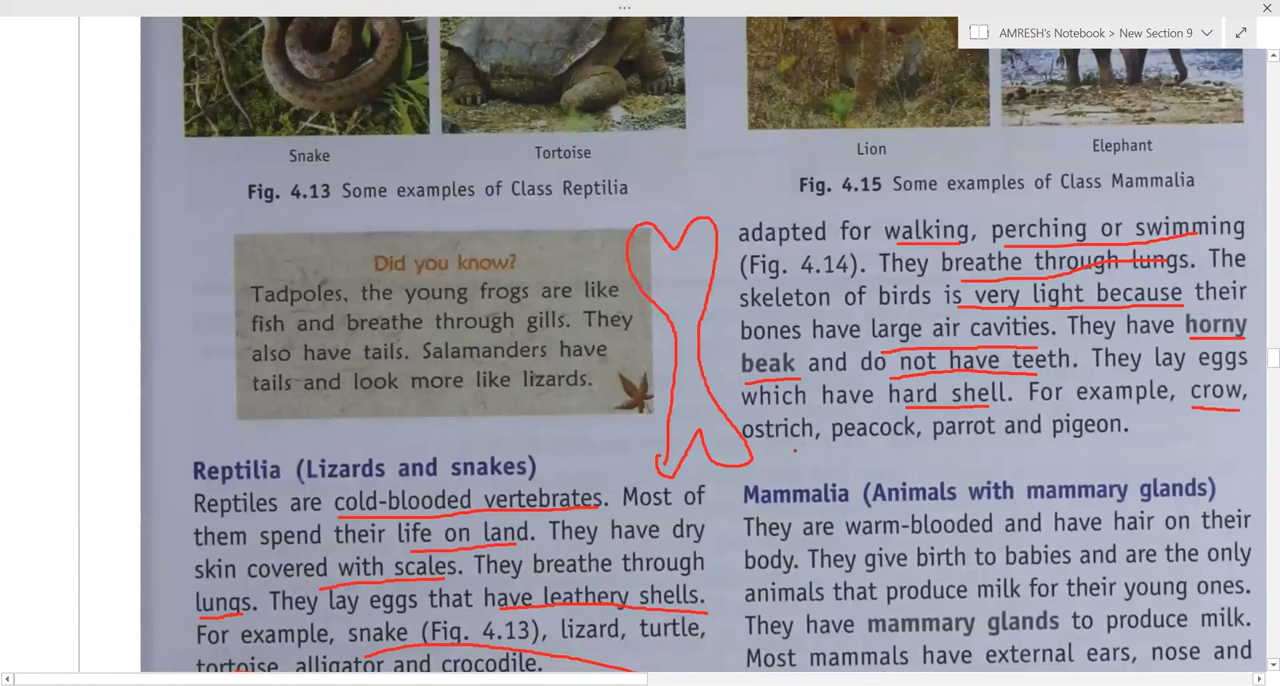 AMRESH's Notebook > New Section 9
Snake
Tortoise
Fig. 4.13 Some examples of Class Reptilia
Did you know?
Tadpoles, the young frogs are like
fish and breathe through gills. They
also have tails. Salamanders have
tails and look more like lizards.
Reptilia (Lizards and snakes)
Reptiles are cold-blooded vertebrates. Most of
them spend their life on land. They have dry
skin covered with scales. They breathe through
lungs. They lay eggs that have leathery shells.
For example, snake (Fig. 4.13), lizard, turtle,
tortoise, alligator and crocodile.
Lion
Elephant
Fig. 4.15 Some examples of Class Mammalia
adapted for walking, perching or swimming
(Fig. 4.14). They breathe through lungs. The
skeleton of birds is very light because their
bones have large air cavities. They have horny
beak and do not have teeth. They lay eggs
which have hard shell. For example, crow,
ostrich, peacock, parrot and pigeon.
Mammalia (Animals with mammary glands)
They are warm-blooded and have hair on their
body. They give birth to babies and are the only
animals that produce milk for their young ones.
They have mammary glands to produce milk.
Most mammals have external ears, nose and